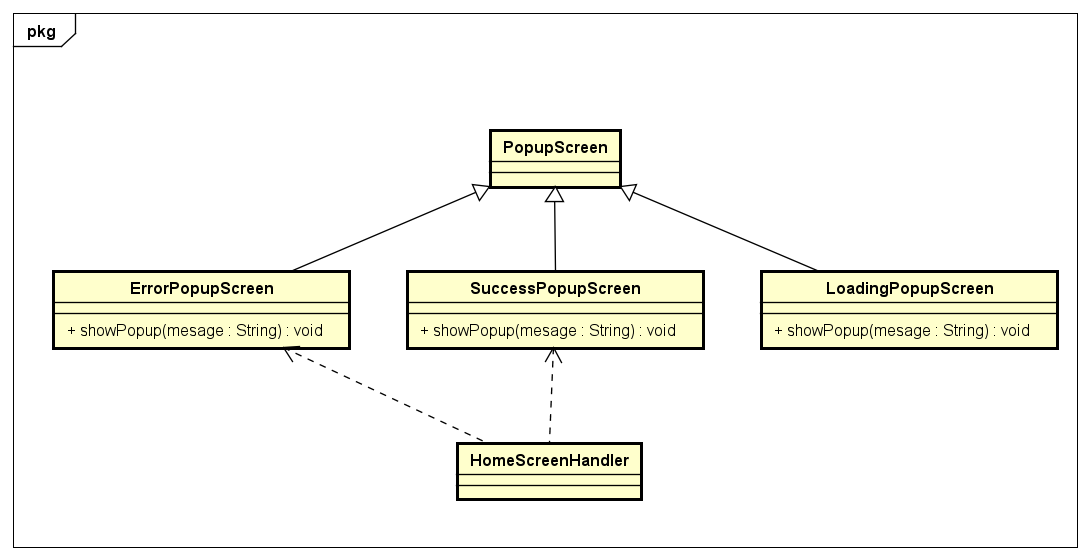 pkg
PopupScreen
ErrorPopupScreen
+ showPopup(mesage : String) : void
SuccessPopupScreen
+ showPopup(mesage : String) : void
LoadingPopupScreen
+ showPopup(mesage : String) : void
HomeScreenHandler